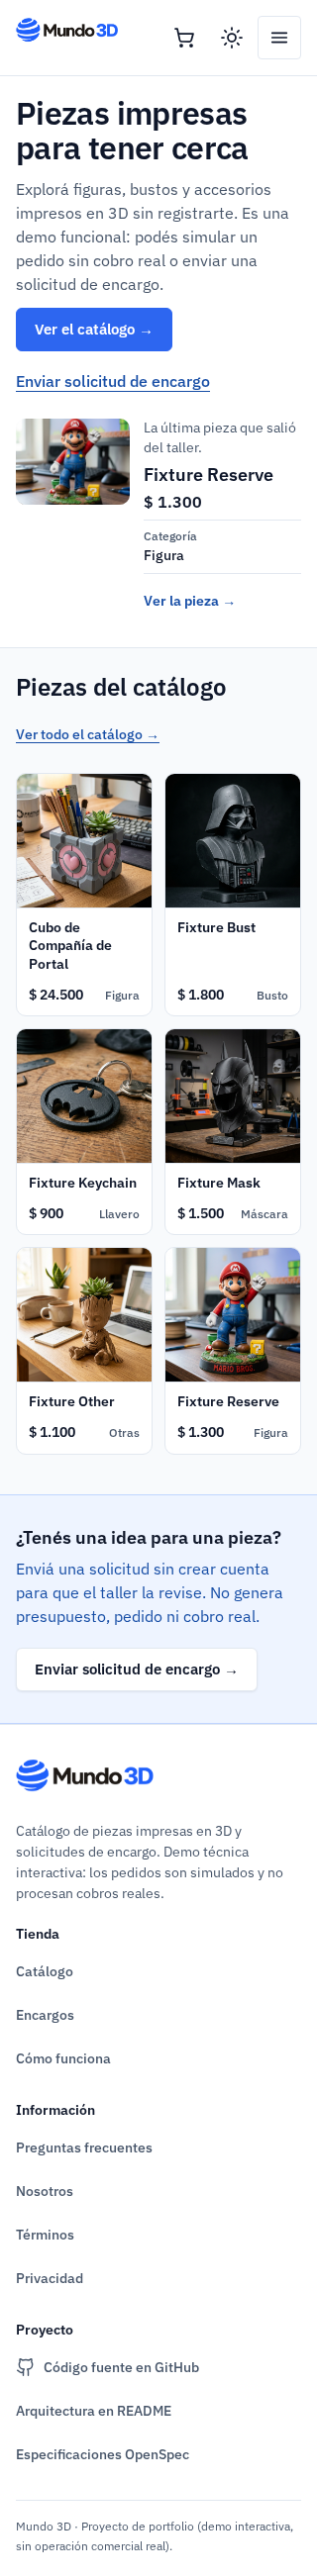 Mundo3D
Piezas impresas
para tener cerca
Explorá figuras, bustos y accesorios
impresos en 3D sin registrarte. Es una
demo funcional: podés simular un
pedido sin cobro real o enviar una
solicitud de encargo.
Ver el catálogo →
Enviar solicitud de encargo
La última pieza que salió
del taller.
Fixture Reserve
$ 1.300
Categoría
Figura
Ver la pieza →
Piezas del catálogo
Ver todo el catálogo →
Cubo de
Compañía de
Portal
$ 24.500 Figura
Fixture Bust
$ 1.800 Busto
Fixture Keychain
$ 900 Llavero
Fixture Mask
$ 1.500 Máscara
Fixture Other
$ 1.100 Otras
MARIO BROS.
Fixture Reserve
$ 1.300 Figura
¿Tenés una idea para una pieza?
Enviá una solicitud sin crear cuenta
para que el taller la revise. No genera
presupuesto, pedido ni cobro real.
Enviar solicitud de encargo →
Mundo3D
Catálogo de piezas impresas en 3D y
solicitudes de encargo. Demo técnica
interactiva: los pedidos son simulados y no
procesan cobros reales.
Tienda
Catálogo
Encargos
Cómo funciona
Información
Preguntas frecuentes
Nosotros
Términos
Privacidad
Proyecto
Código fuente en GitHub
Arquitectura en README
Especificaciones OpenSpec
Mundo 3D · Proyecto de portfolio (demo interactiva,
sin operación comercial real).